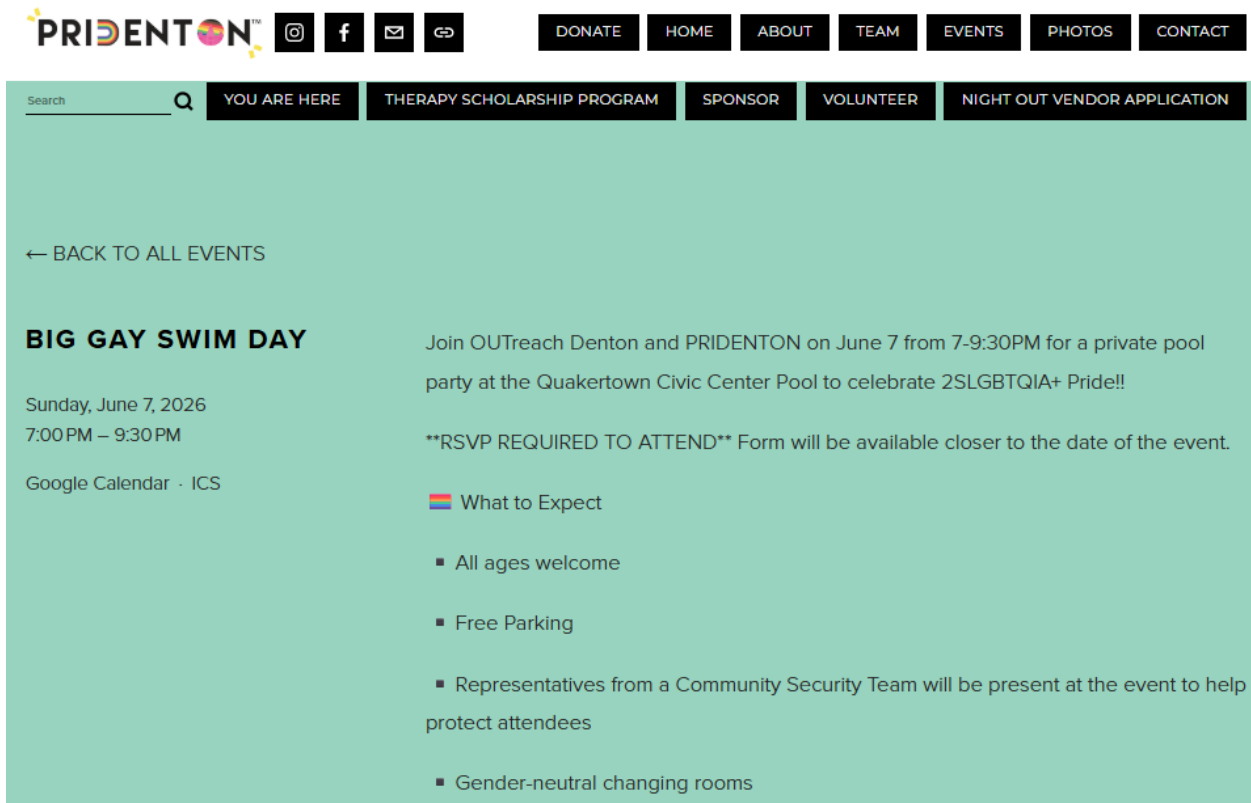 PRIDENTON™
DONATE
HOME
ABOUT
TEAM
EVENTS
PHOTOS
CONTACT
Search
YOU ARE HERE
THERAPY SCHOLARSHIP PROGRAM
SPONSOR
VOLUNTEER
NIGHT OUT VENDOR APPLICATION
← BACK TO ALL EVENTS
BIG GAY SWIM DAY
Sunday, June 7, 2026
7:00 PM – 9:30 PM
Google Calendar · ICS
Join OUTreach Denton and PRIDENTON on June 7 from 7-9:30PM for a private pool
party at the Quakertown Civic Center Pool to celebrate 2SLGBTQIA+ Pride!!
**RSVP REQUIRED TO ATTEND** Form will be available closer to the date of the event.
What to Expect
▪ All ages welcome
▪ Free Parking
▪ Representatives from a Community Security Team will be present at the event to help
protect attendees
▪ Gender-neutral changing rooms